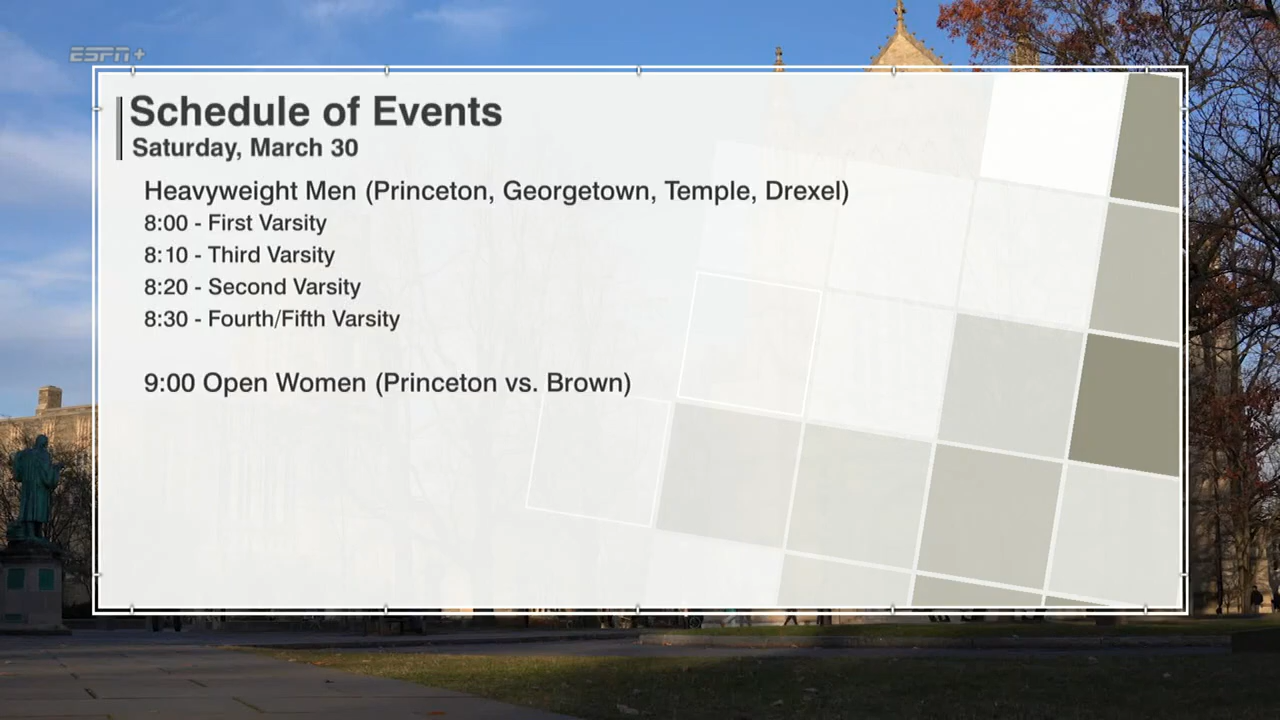 ESPN+
Schedule of Events
Saturday, March 30
Heavyweight Men (Princeton, Georgetown, Temple, Drexel)
8:00 - First Varsity
8:10 - Third Varsity
8:20 - Second Varsity
8:30 - Fourth/Fifth Varsity
9:00 Open Women (Princeton vs. Brown)